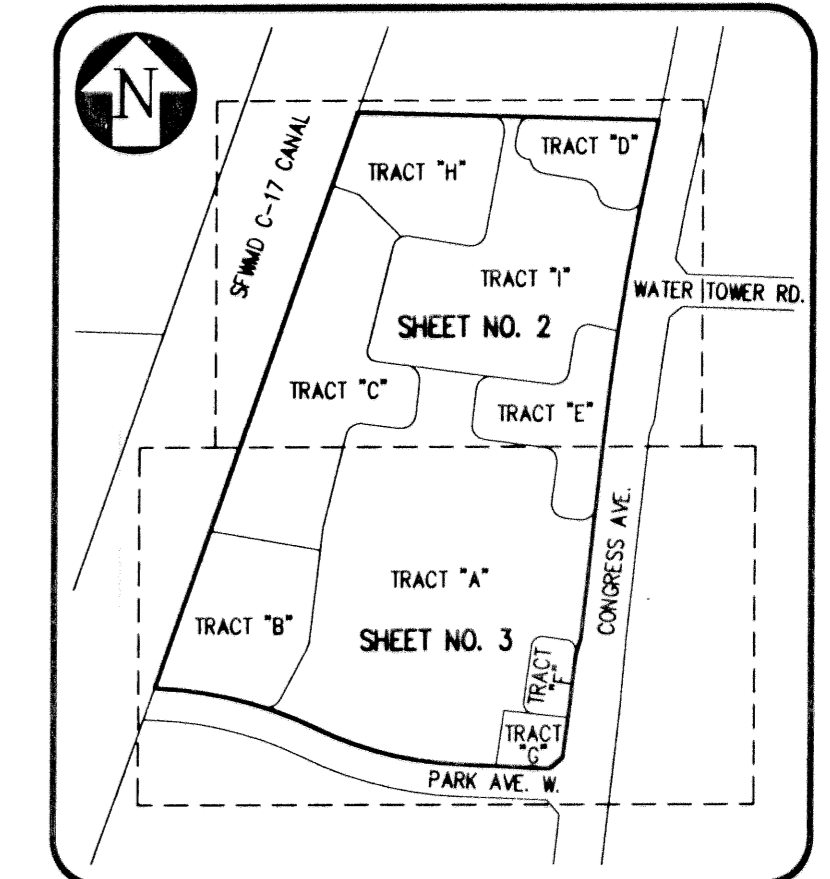 N
SFWMD C-17 CANAL
TRACT "H"
TRACT "D"
TRACT "I"
WATER TOWER RD.
SHEET NO. 2
TRACT "C"
TRACT "E"
CONGRESS AVE.
TRACT "A"
TRACT "B"
SHEET NO. 3
TRACT
"F"
TRACT
"G"
PARK AVE. W.